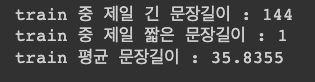 train 중 제일 긴 문장길이 : 144
train 중 제일 짧은 문장길이 : 1
train 평균 문장길이 : 35.8355